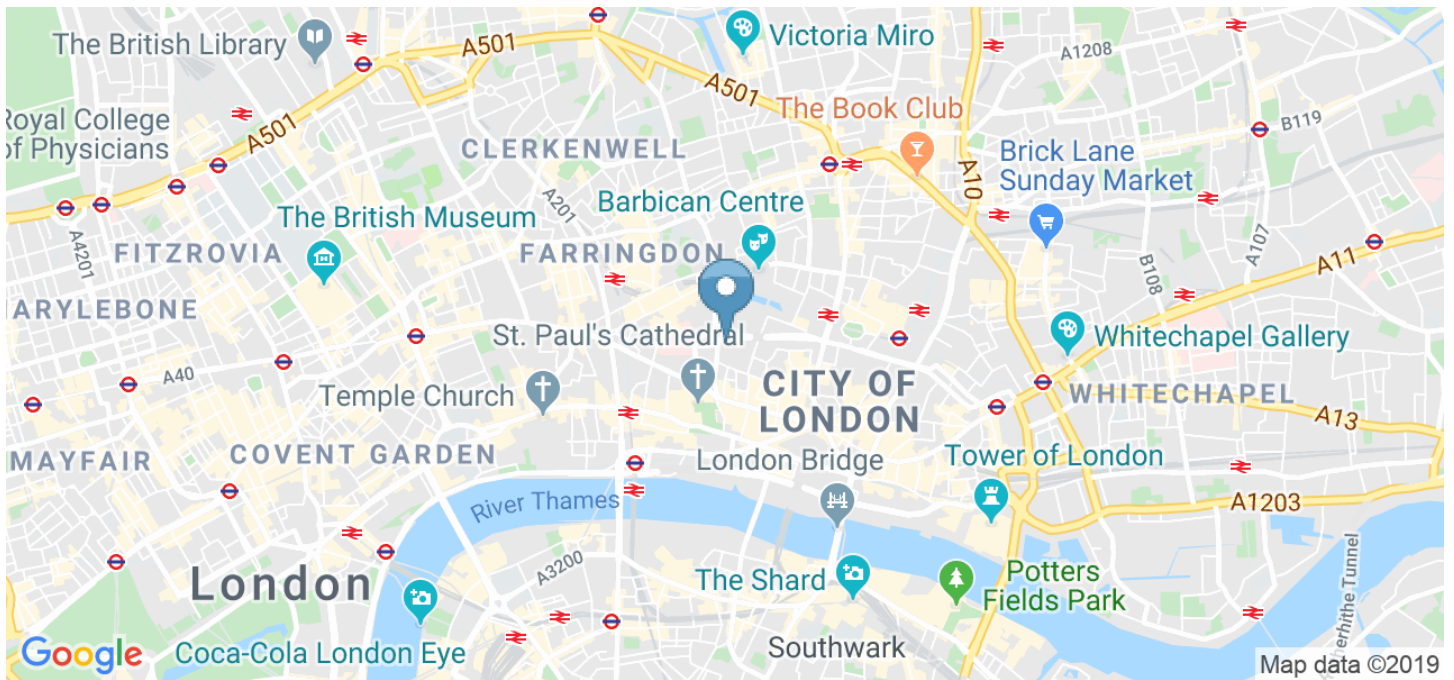 The British Library
A501
Victoria Miro
A1208
A501
The Book Club
Royal College
of Physicians
A501
CLERKENWELL
B119
Brick Lane
Sunday Market
A10
A201
Barbican Centre
The British Museum
A4201
FITZROVIA
FARRINGDON
A107
A11
B108
ARYLEBONE
St. Paul's Cathedral
Whitechapel Gallery
A40
Temple Church
CITY OF
LONDON
WHITECHAPEL
A13
MAYFAIR
COVENT GARDEN
London Bridge
Tower of London
River Thames
A1203
London
A3200
The Shard
Potters
Fields Park
herhithe Tunnel
Google
Coca-Cola London Eye
Southwark
Map data ©2019